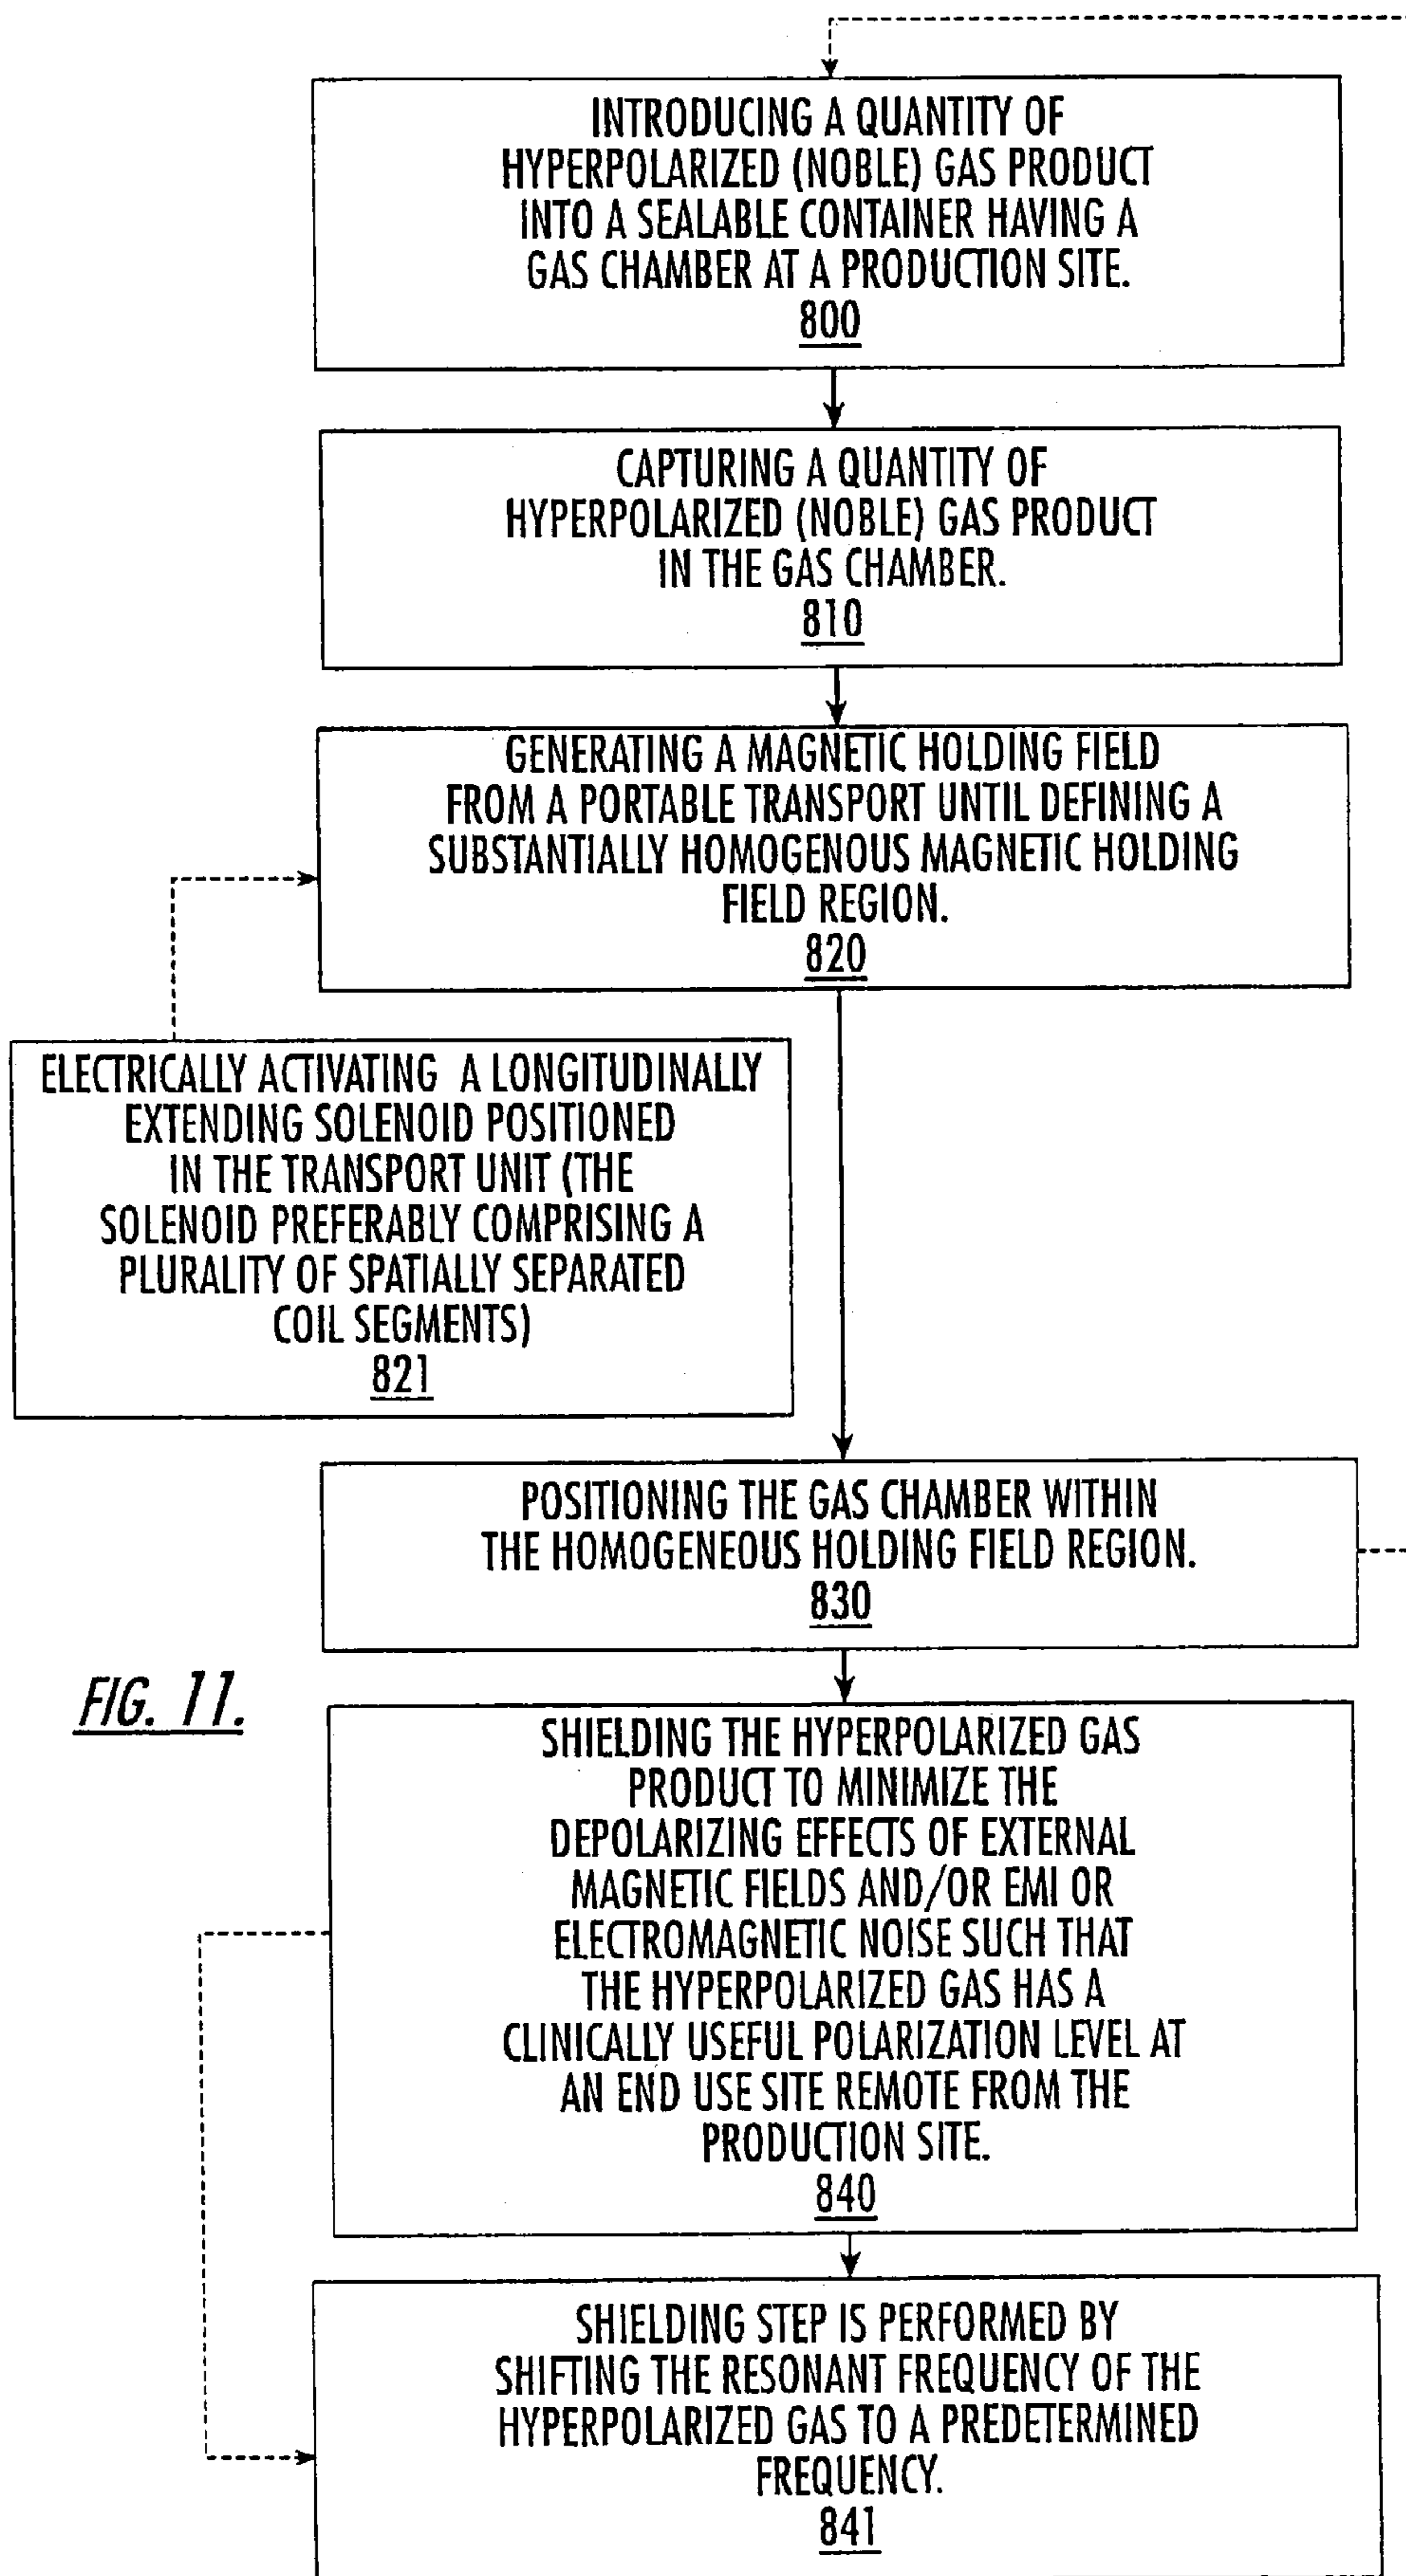 INTRODUCING A QUANTITY OF
HYPERPOLARIZED (NOBLE) GAS PRODUCT
INTO A SEALABLE CONTAINER HAVING A
GAS CHAMBER AT A PRODUCTION SITE.
800
CAPTURING A QUANTITY OF
HYPERPOLARIZED (NOBLE) GAS PRODUCT
IN THE GAS CHAMBER.
810
GENERATING A MAGNETIC HOLDING FIELD
FROM A PORTABLE TRANSPORT UNTIL DEFINING A
SUBSTANTIALLY HOMOGENOUS MAGNETIC HOLDING
FIELD REGION.
820
ELECTRICALLY ACTIVATING A LONGITUDINALLY
EXTENDING SOLENOID POSITIONED
IN THE TRANSPORT UNIT (THE
SOLENOID PREFERABLY COMPRISING A
PLURALITY OF SPATIALLY SEPARATED
COIL SEGMENTS)
821
POSITIONING THE GAS CHAMBER WITHIN
THE HOMOGENEOUS HOLDING FIELD REGION.
830
FIG. 11.
SHIELDING THE HYPERPOLARIZED GAS
PRODUCT TO MINIMIZE THE
DEPOLARIZING EFFECTS OF EXTERNAL
MAGNETIC FIELDS AND/OR EMI OR
ELECTROMAGNETIC NOISE SUCH THAT
THE HYPERPOLARIZED GAS HAS A
CLINICALLY USEFUL POLARIZATION LEVEL AT
AN END USE SITE REMOTE FROM THE
PRODUCTION SITE.
840
SHIELDING STEP IS PERFORMED BY
SHIFTING THE RESONANT FREQUENCY OF THE
HYPERPOLARIZED GAS TO A PREDETERMINED
FREQUENCY.
841